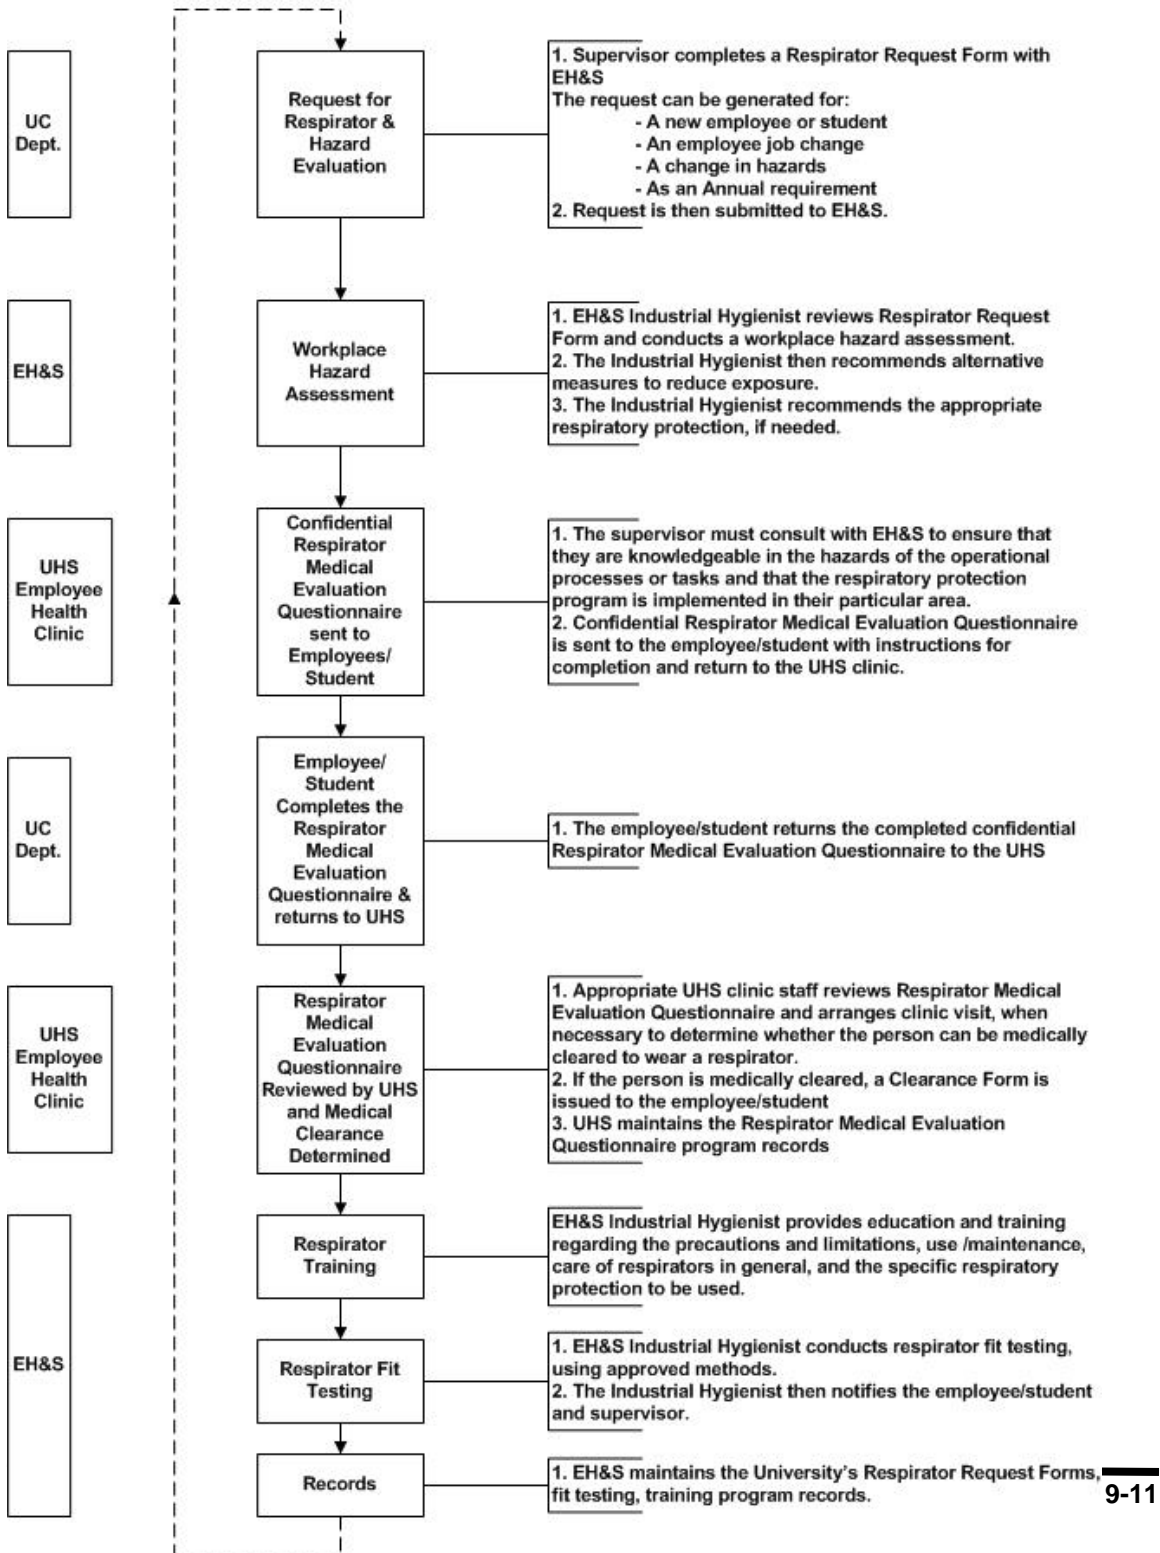 UC
Dept.
Request for
Respirator &
Hazard
Evaluation
1. Supervisor completes a Respirator Request Form with
EH&S
The request can be generated for:
- A new employee or student
- An employee job change
- A change in hazards
- As an Annual requirement
2. Request is then submitted to EH&S.
EH&S
Workplace
Hazard
Assessment
1. EH&S Industrial Hygienist reviews Respirator Request
Form and conducts a workplace hazard assessment.
2. The Industrial Hygienist then recommends alternative
measures to reduce exposure.
3. The Industrial Hygienist recommends the appropriate
respiratory protection, if needed.
UHS
Employee
Health
Clinic
Confidential
Respirator
Medical
Evaluation
Questionnaire
sent to
Employees/
Student
1. The supervisor must consult with EH&S to ensure that
they are knowledgeable in the hazards of the operational
processes or tasks and that the respiratory protection
program is implemented in their particular area.
2. Confidential Respirator Medical Evaluation Questionnaire
is sent to the employee/student with instructions for
completion and return to the UHS clinic.
UC
Dept.
Employee/
Student
Completes the
Respirator
Medical
Evaluation
Questionnaire &
returns to UHS
1. The employee/student returns the completed confidential
Respirator Medical Evaluation Questionnaire to the UHS
UHS
Employee
Health
Clinic
Respirator
Medical
Evaluation
Questionnaire
Reviewed by UHS
and Medical
Clearance
Determined
1. Appropriate UHS clinic staff reviews Respirator Medical
Evaluation Questionnaire and arranges clinic visit, when
necessary to determine whether the person can be medically
cleared to wear a respirator.
2. If the person is medically cleared, a Clearance Form is
issued to the employee/student
3. UHS maintains the Respirator Medical Evaluation
Questionnaire program records
EH&S
Respirator
Training
EH&S Industrial Hygienist provides education and training
regarding the precautions and limitations, use /maintenance,
care of respirators in general, and the specific respiratory
protection to be used.
Respirator Fit
Testing
1. EH&S Industrial Hygienist conducts respirator fit testing,
using approved methods.
2. The Industrial Hygienist then notifies the employee/student
and supervisor.
Records
1. EH&S maintains the University's Respirator Request Forms,
fit testing, training program records.
9-11